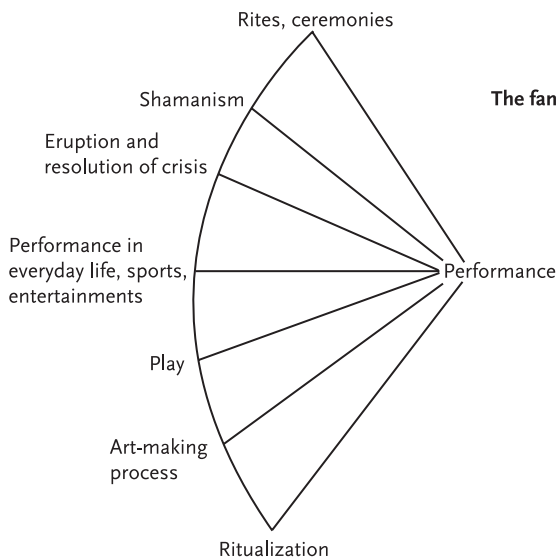 Rites, ceremonies
The fan
Shamanism
Eruption and
resolution of crisis
Performance in
everyday life, sports,
entertainments
Performance
Play
Art-making
process
Ritualization